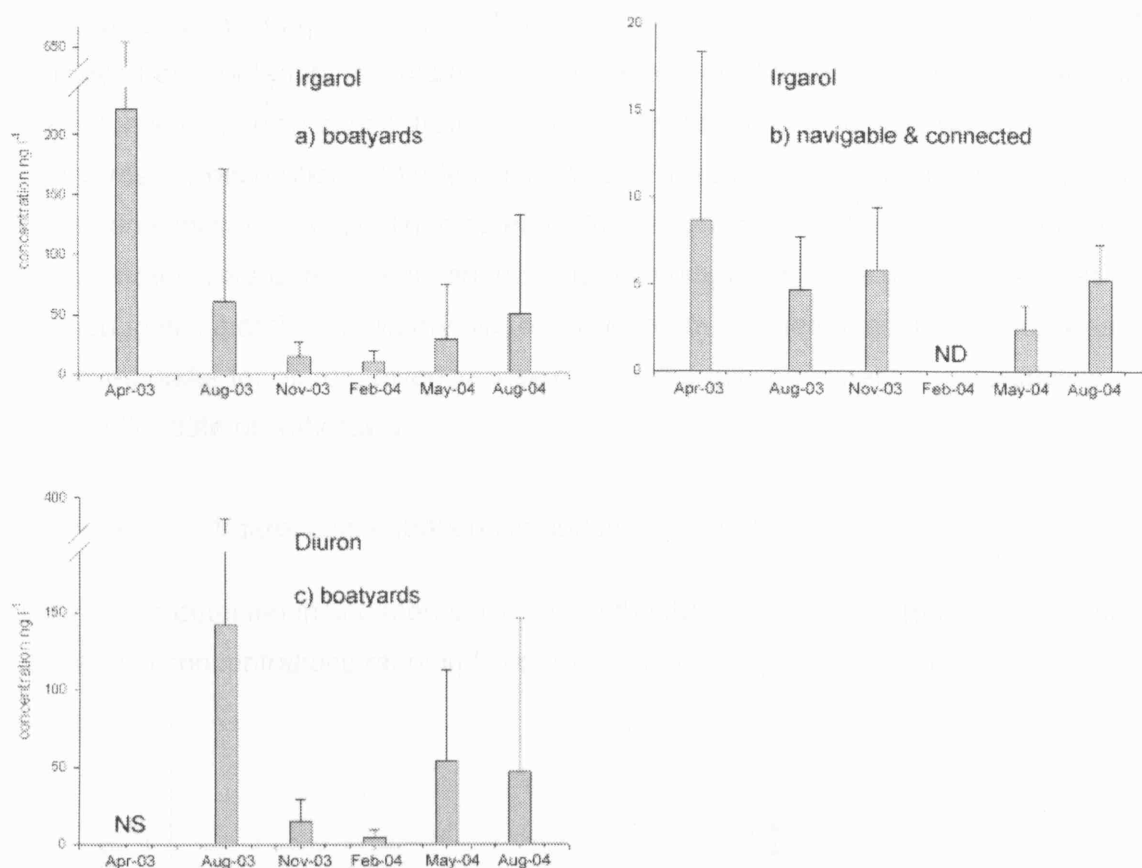 650
200
150
100
50
0
concentration ng l⁻¹
Irgarol
a) boatyards
Apr-03 Aug-03 Nov-03 Feb-04 May-04 Aug-04
20
15
10
5
0
Irgarol
b) navigable & connected
ND
Apr-03 Aug-03 Nov-03 Feb-04 May-04 Aug-04
400
150
100
50
0
concentration ng l⁻¹
Diuron
c) boatyards
NS
Apr-03 Aug-03 Nov-03 Feb-04 May-04 Aug-04